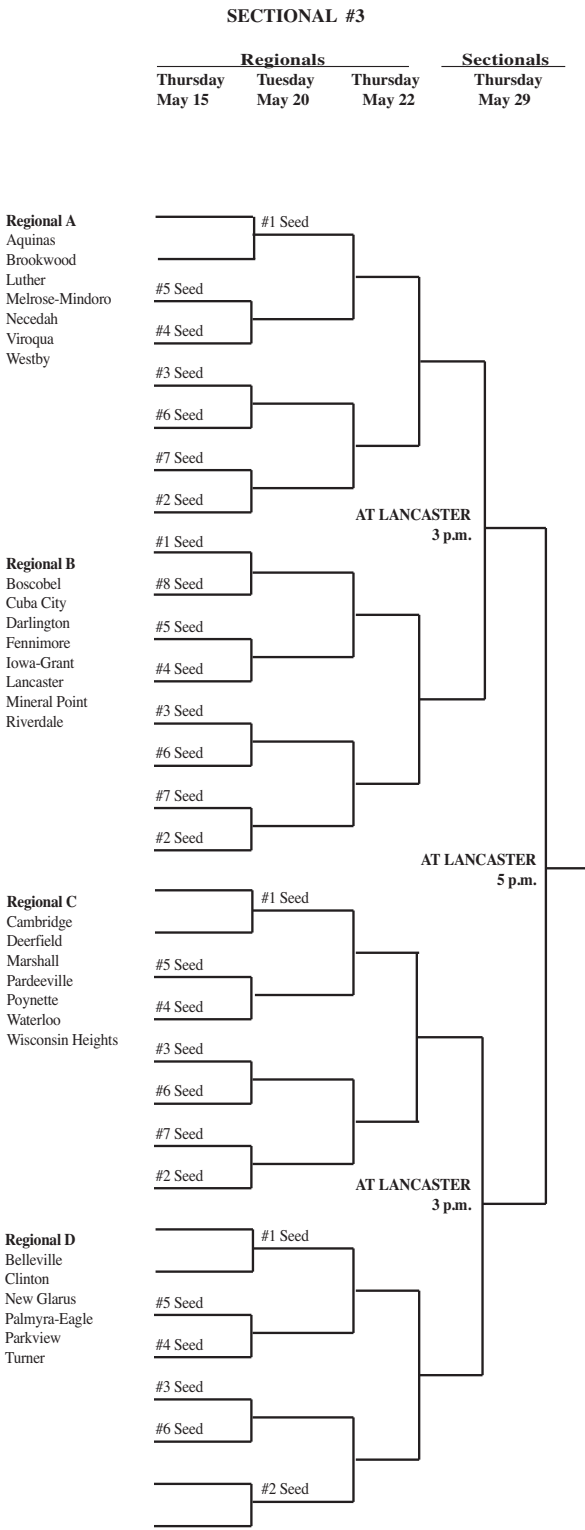 SECTIONAL #3
Regionals
Sectionals
Thursday
May 15
Tuesday
May 20
Thursday
May 22
Thursday
May 29
Regional A
Aquinas
Brookwood
Luther
Melrose-Mindoro
Necedah
Viroqua
Westby
#1 Seed
#5 Seed
#4 Seed
#3 Seed
#6 Seed
#7 Seed
#2 Seed
AT LANCASTER
3 p.m.
Regional B
Boscobel
Cuba City
Darlington
Fennimore
Iowa-Grant
Lancaster
Mineral Point
Riverdale
#1 Seed
#8 Seed
#5 Seed
#4 Seed
#3 Seed
#6 Seed
#7 Seed
#2 Seed
AT LANCASTER
5 p.m.
Regional C
Cambridge
Deerfield
Marshall
Pardeeville
Poynette
Waterloo
Wisconsin Heights
#1 Seed
#5 Seed
#4 Seed
#3 Seed
#6 Seed
#7 Seed
#2 Seed
AT LANCASTER
3 p.m.
Regional D
Belleville
Clinton
New Glarus
Palmyra-Eagle
Parkview
Turner
#1 Seed
#5 Seed
#4 Seed
#3 Seed
#6 Seed
#2 Seed